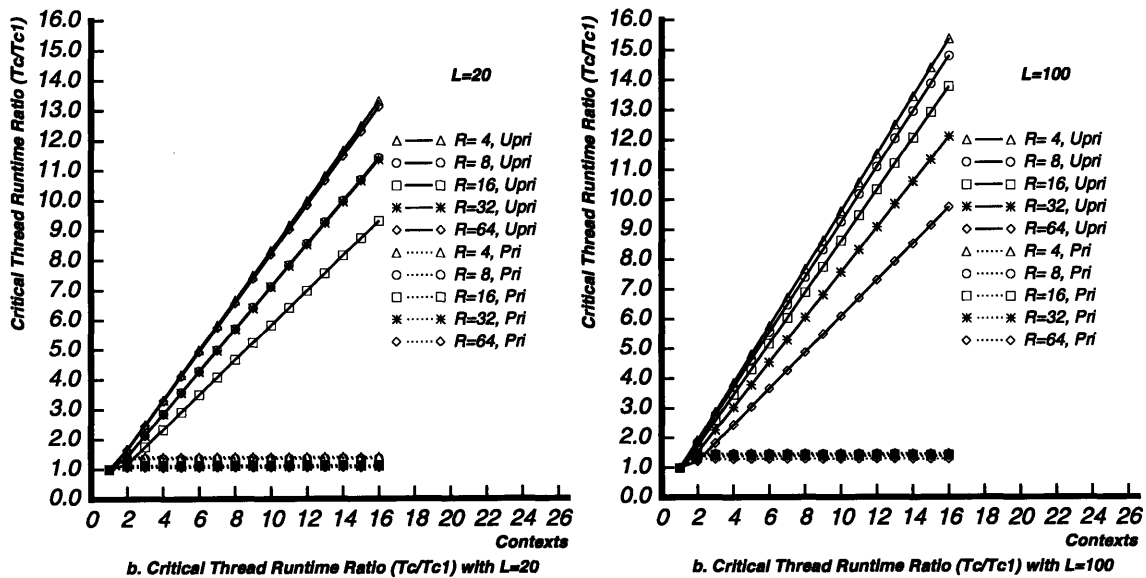 Critical Thread Runtime Ratio (Tc/Tc1)
16.0
15.0
14.0
13.0
12.0
11.0
10.0
9.0
8.0
7.0
6.0
5.0
4.0
3.0
2.0
1.0
0.0
L=20
R= 4, Upri
R= 8, Upri
R=16, Upri
R=32, Upri
R=64, Upri
R= 4, Pri
R= 8, Pri
R=16, Pri
R=32, Pri
R=64, Pri
0 2 4 6 8 10 12 14 16 18 20 22 24 26
Contexts
b. Critical Thread Runtime Ratio (Tc/Tc1) with L=20
Critical Thread Runtime Ratio (Tc/Tc1)
16.0
15.0
14.0
13.0
12.0
11.0
10.0
9.0
8.0
7.0
6.0
5.0
4.0
3.0
2.0
1.0
0.0
L=100
R= 4, Upri
R= 8, Upri
R=16, Upri
R=32, Upri
R=64, Upri
R= 4, Pri
R= 8, Pri
R=16, Pri
R=32, Pri
R=64, Pri
0 2 4 6 8 10 12 14 16 18 20 22 24 26
Contexts
b. Critical Thread Runtime Ratio (Tc/Tc1) with L=100